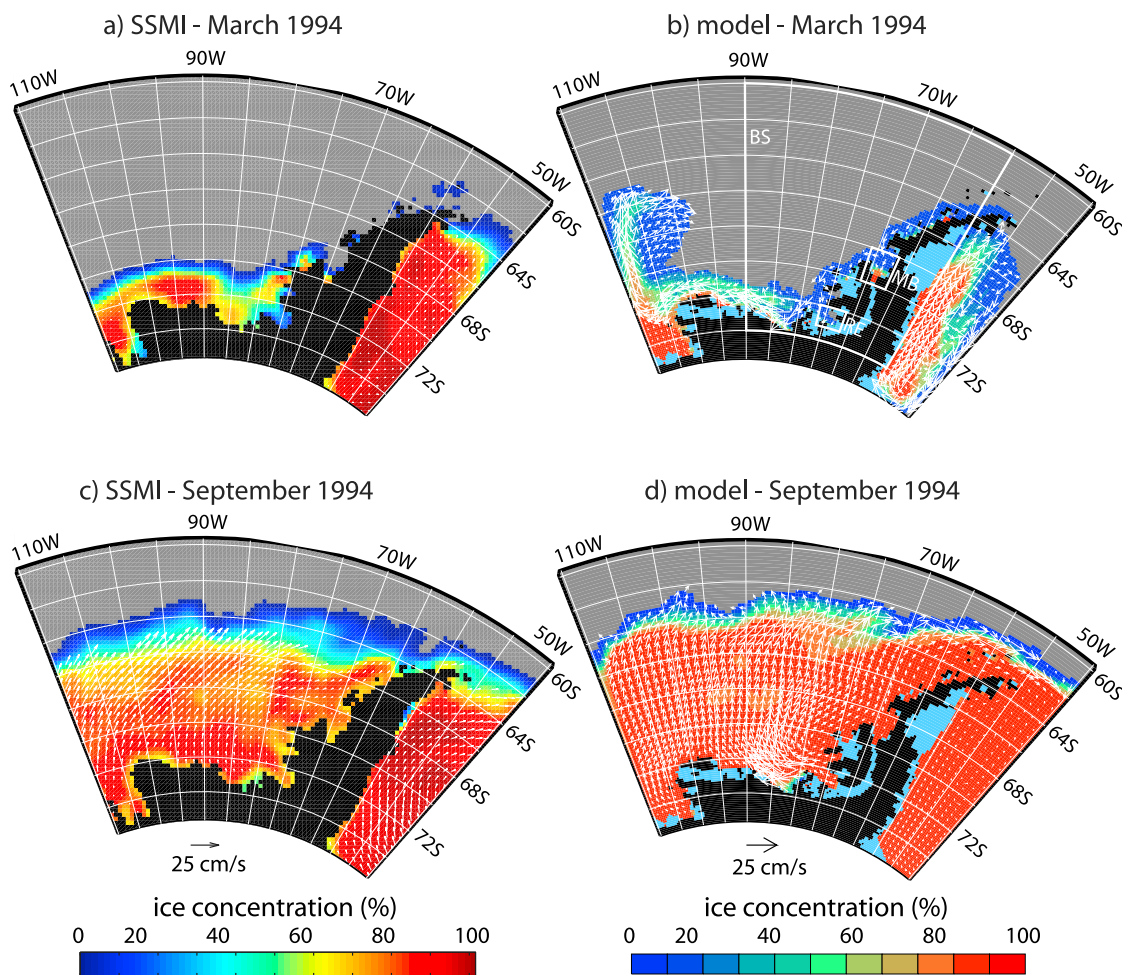 a) SSMI - March 1994
b) model - March 1994
110W
90W
70W
50W
60S
64S
68S
72S
110W
90W
70W
50W
60S
64S
68S
72S
BS
MB
c) SSMI - September 1994
d) model - September 1994
110W
90W
70W
50W
60S
64S
68S
72S
25 cm/s
110W
90W
70W
50W
60S
64S
68S
72S
25 cm/s
ice concentration (%)
0 20 40 60 80 100
ice concentration (%)
0 20 40 60 80 100